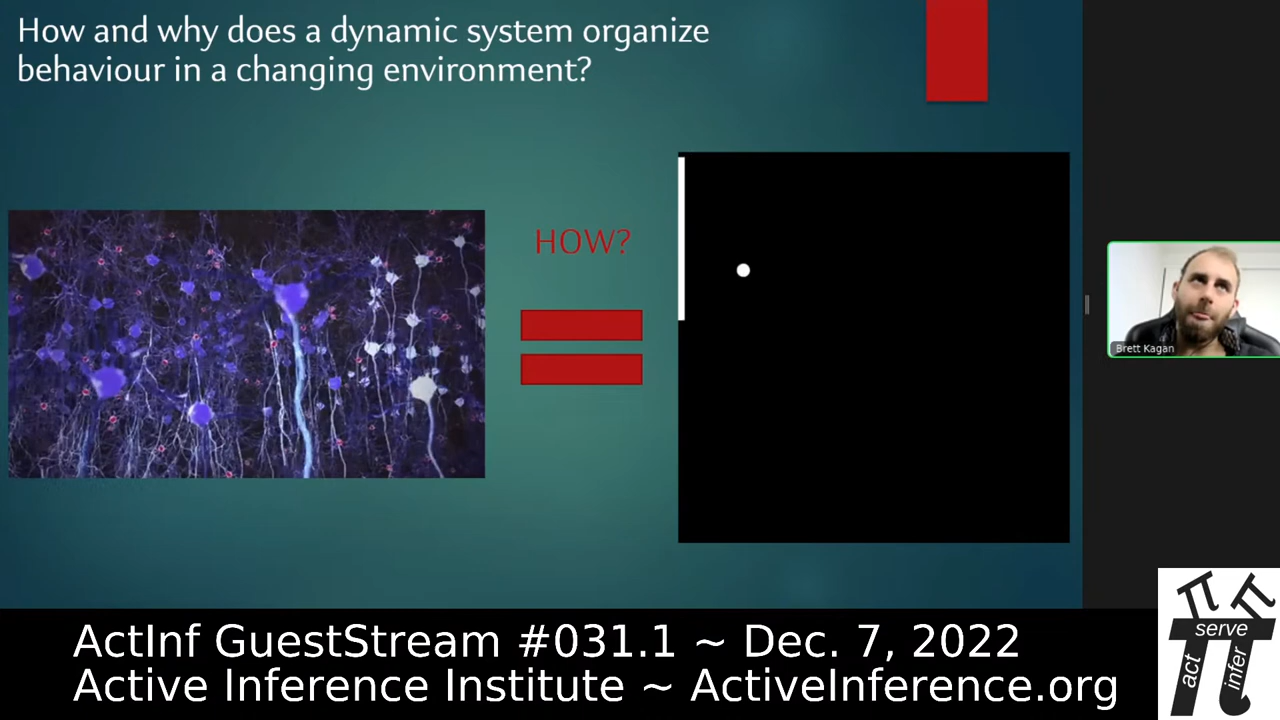 How and why does a dynamic system organize
behaviour in a changing environment?
HOW?
Brett Kagan
ActInf GuestStream #031.1 ~ Dec. 7, 2022
Active Inference Institute ~ ActiveInference.org
π π
serve
act
infer